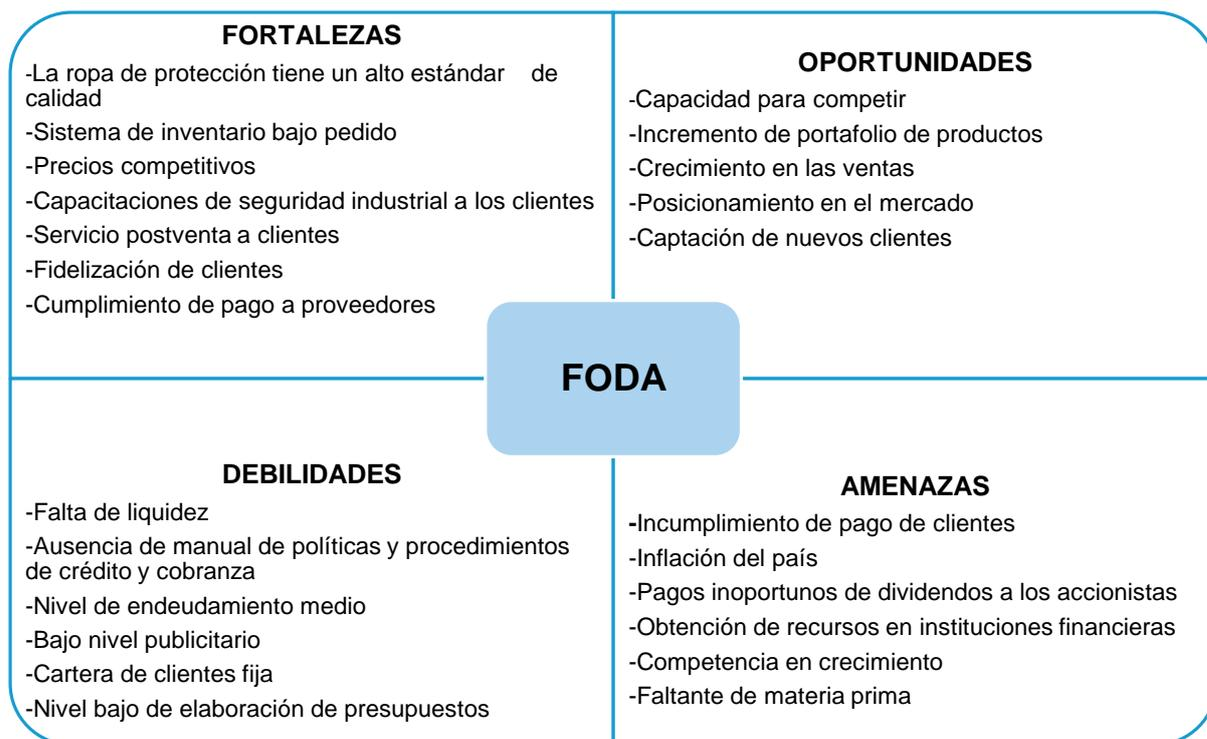 FORTALEZAS
-La ropa de protección tiene un alto estándar de
calidad
-Sistema de inventario bajo pedido
-Precios competitivos
-Capacitaciones de seguridad industrial a los clientes
-Servicio postventa a clientes
-Fidelización de clientes
-Cumplimiento de pago a proveedores
OPORTUNIDADES
-Capacidad para competir
-Incremento de portafolio de productos
-Crecimiento en las ventas
-Posicionamiento en el mercado
-Captación de nuevos clientes
FODA
DEBILIDADES
-Falta de liquidez
-Ausencia de manual de políticas y procedimientos
de crédito y cobranza
-Nivel de endeudamiento medio
-Bajo nivel publicitario
-Cartera de clientes fija
-Nivel bajo de elaboración de presupuestos
AMENAZAS
-Incumplimiento de pago de clientes
-Inflación del país
-Pagos inoportunos de dividendos a los accionistas
-Obtención de recursos en instituciones financieras
-Competencia en crecimiento
-Faltante de materia prima